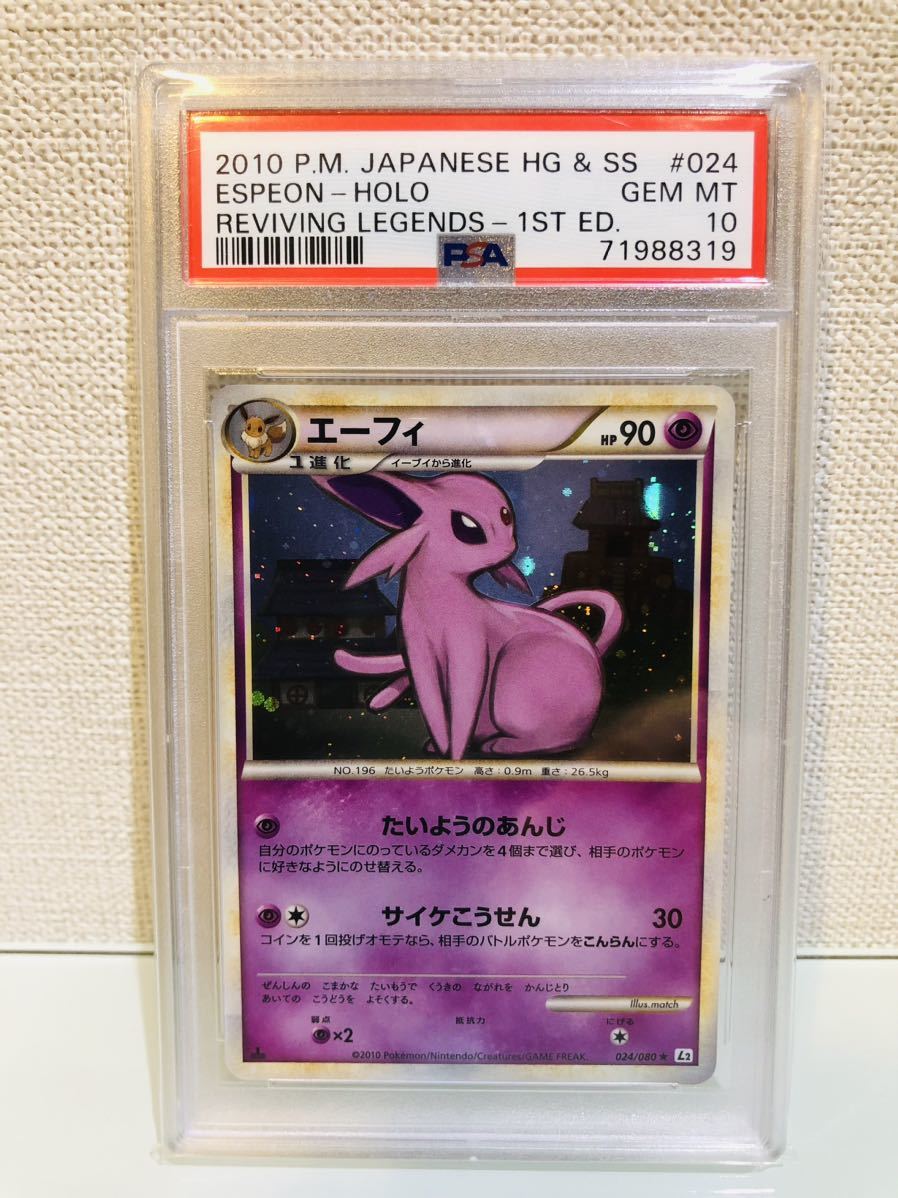 2010 P.M. JAPANESE HG & SS #024
ESPEON - HOLO GEM MT
REVIVING LEGENDS - 1ST ED. 10
PSA 71988319
エーフィ HP90
1進化 イーブイから進化
NO.196 たいようポケモン 高さ:0.9m 重さ:26.5kg
たいようのあんじ
自分のポケモンにのっているダメカンを4個まで選び、相手のポケモン
に好きなようにのせ替える。
サイケこうせん 30
コインを1回投げオモテなら、相手のバトルポケモンをこんらんにする。
ぜんしんの こまかな たいもうで くうきの ながれを かんじとり
あいての こうどうを よそくする。
Illus.match
弱点 抵抗力 にげる
×2
1 ©2010 Pokémon/Nintendo/Creatures/GAME FREAK. 024/080 ★ L2